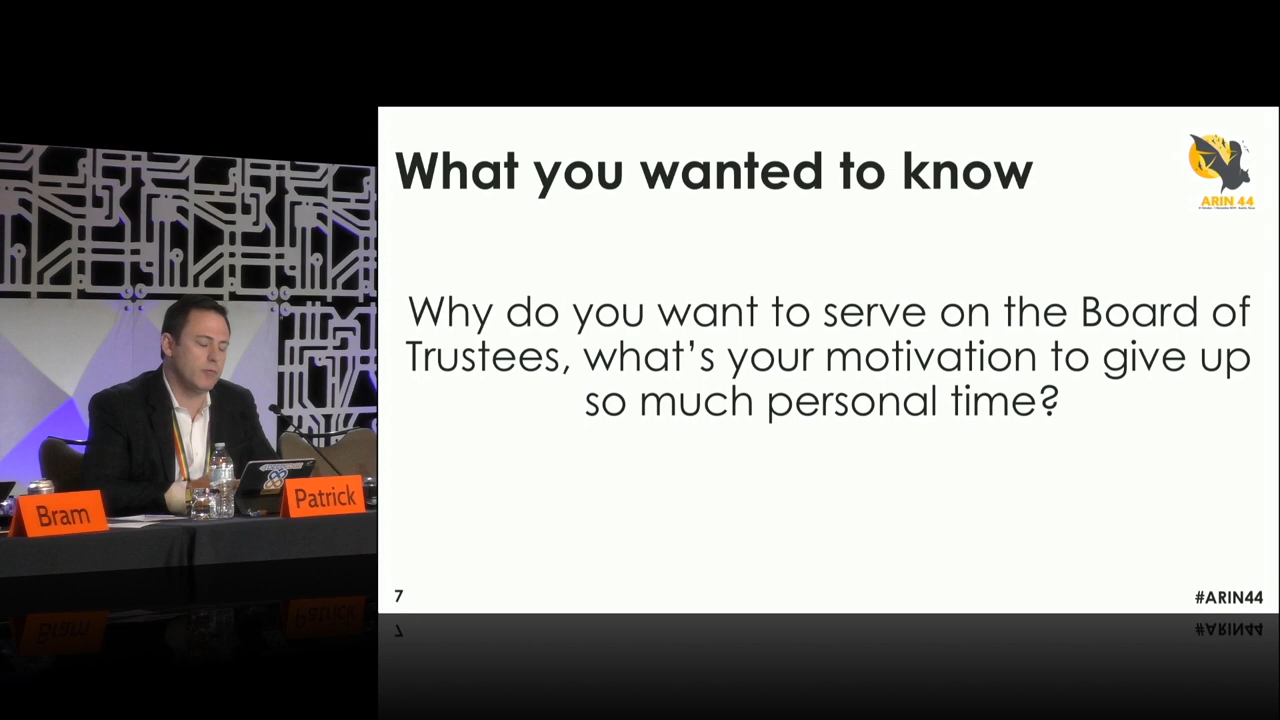 What you wanted to know
ARIN 44
Why do you want to serve on the Board of
Trustees, what's your motivation to give up
so much personal time?
Bram
Patrick
7
#ARIN44